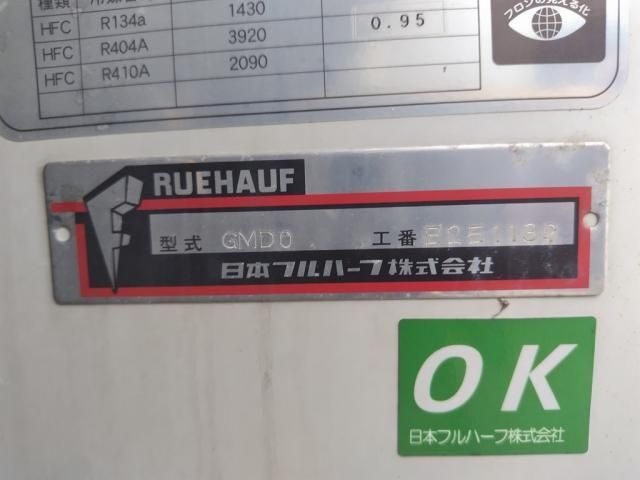 HFC R134a 1430 0.95
HFC R404A 3920
HFC R410A 2090
フロンの見える化
RUEHAUF
型式 GMD0 工番
日本フルハーフ株式会社
OK
日本フルハーフ株式会社